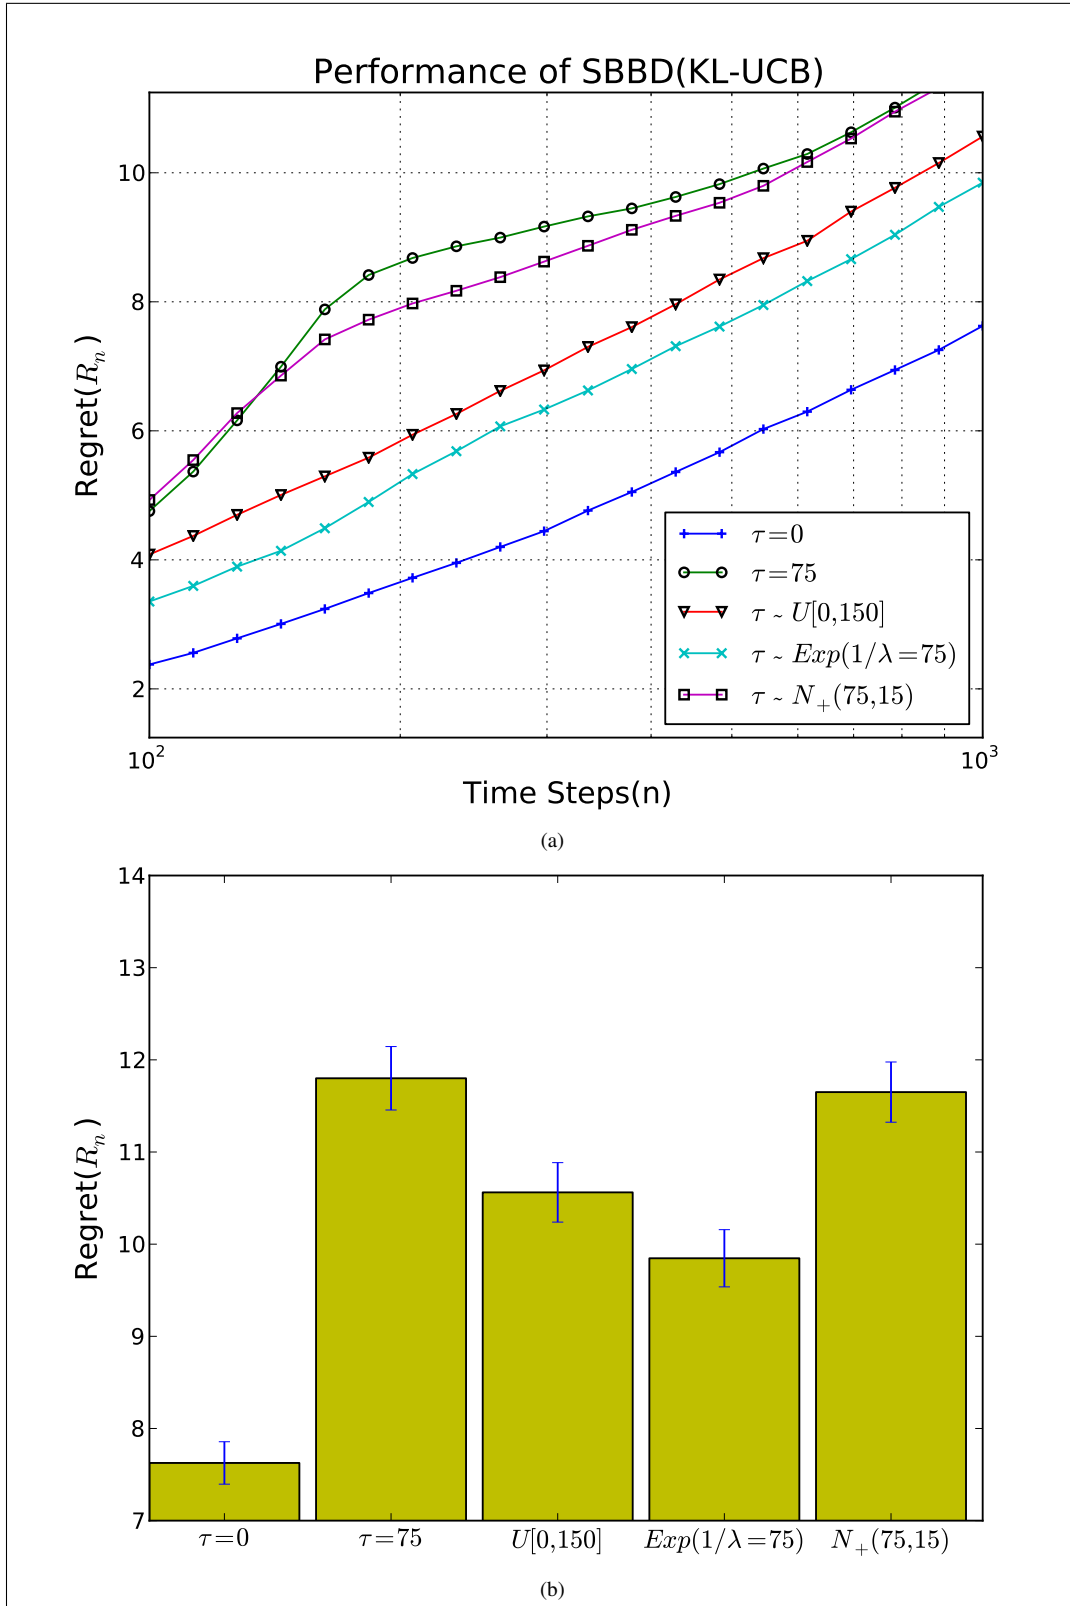 Performance of SBBD(KL-UCB)
10
8
6
4
2
Regret(R_n)
τ=0
τ=75
τ ~ U[0,150]
τ ~ Exp(1/λ=75)
τ ~ N_+(75,15)
10^2
10^3
Time Steps(n)
(a)
14
13
12
11
10
9
8
7
Regret(R_n)
τ=0 τ=75 U[0,150] Exp(1/λ=75) N_+(75,15)
(b)